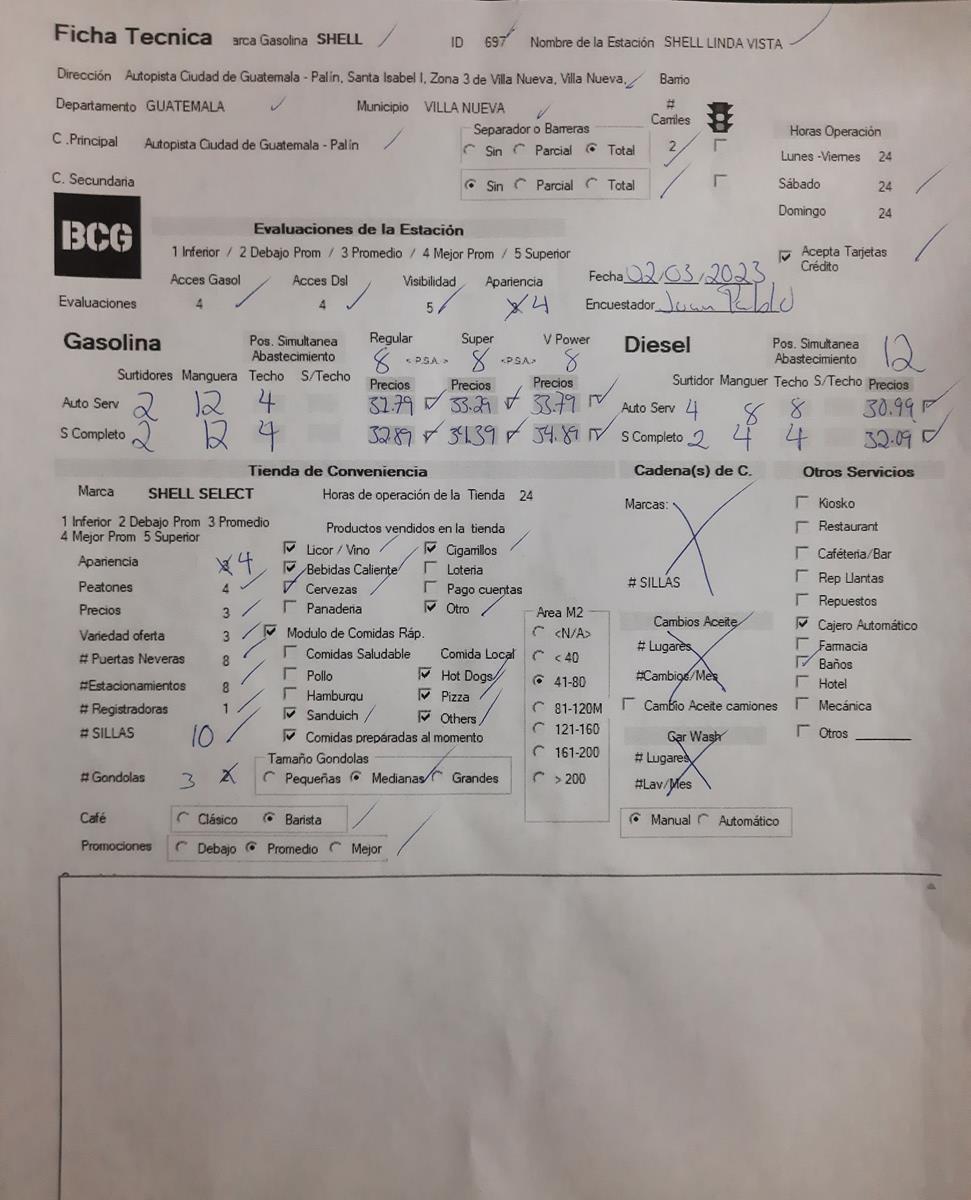 Ficha Tecnica arca Gasolina SHELL ID 697 Nombre de la Estación SHELL LINDA VISTA
Dirección Autopista Ciudad de Guatemala - Palín, Santa Isabel I, Zona 3 de Villa Nueva, Villa Nueva, Barrio
Departamento GUATEMALA Municipio VILLA NUEVA # Carriles
C .Principal Autopista Ciudad de Guatemala - Palín Separador o Barreras Sin Parcial Total 2
Horas Operación
Lunes -Viernes 24
C. Secundaria Sin Parcial Total Sábado 24
Domingo 24
BCG
Evaluaciones de la Estación
1 Inferior / 2 Debajo Prom / 3 Promedio / 4 Mejor Prom / 5 Superior
Acepta Tarjetas Crédito
Acces Gasol Acces Dsl Visibilidad Apariencia Fecha 02/03/2023
Evaluaciones 4 4 5 4 Encuestador Juan Pablo
Gasolina Pos. Simultanea Abastecimiento Regular Super V Power
8 < P.S.A. > 8 < P.S.A.> 8
Diesel Pos. Simultanea Abastecimiento 12
Surtidores Manguera Techo S/Techo Precios Precios Precios Surtidor Manguer Techo S/Techo Precios
Auto Serv 2 12 4 31.79 33.29 33.79 Auto Serv 4 8 8 30.99
S Completo 2 12 4 32.89 34.39 34.89 S Completo 2 4 4 32.09
Tienda de Conveniencia Cadena(s) de C. Otros Servicios
Marca SHELL SELECT Horas de operación de la Tienda 24
Marcas:
# SILLAS
Kiosko
Restaurant
Caféteria/Bar
Rep Llantas
Repuestos
Cajero Automático
Farmacia
Baños
Hotel
Mecánica
Otros
1 Inferior 2 Debajo Prom 3 Promedio
4 Mejor Prom 5 Superior
Productos vendidos en la tienda
Apariencia 4
Peatones 4
Precios 3
Variedad oferta 3
# Puertas Neveras 8
#Estacionamientos 8
# Registradoras 1
# SILLAS 10
# Gondolas 3 2
Licor / Vino Cigarrillos
Bebidas Caliente Loteria
Cervezas Pago cuentas
Panaderia Otro
Modulo de Comidas Ráp.
Comidas Saludable Comida Local
Pollo Hot Dogs
Hamburqu Pizza
Sanduich Others
Comidas prepáradas al momento
Tamaño Gondolas
Pequeñas Medianas Grandes
Area M2
<N/A>
< 40
41-80
81-120M
121-160
161-200
> 200
Cambios Aceite
# Lugares
#Cambios/Mes
Cambio Aceite camiones
Car Wash
# Lugares
#Lav/Mes
Manual Automático
Café Clásico Barista
Promociones Debajo Promedio Mejor